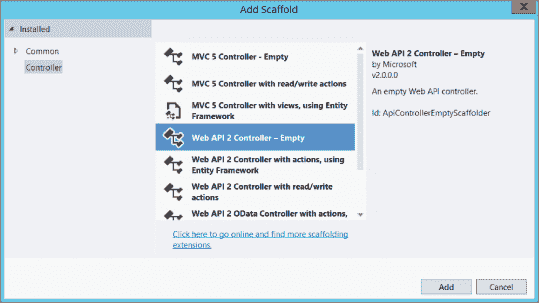 Add Scaffold
X
Installed
Common
Controller
MVC 5 Controller - Empty
MVC 5 Controller with read/write actions
MVC 5 Controller with views, using Entity
Framework
Web API 2 Controller – Empty
Web API 2 Controller with actions, using
Entity Framework
Web API 2 Controller with read/write
actions
Web API 2 OData Controller with actions,
Click here to go online and find more scaffolding
extensions.
Web API 2 Controller – Empty
by Microsoft
v2.0.0.0
An empty Web API controller.
Id: ApiControllerEmptyScaffolder
Add
Cancel